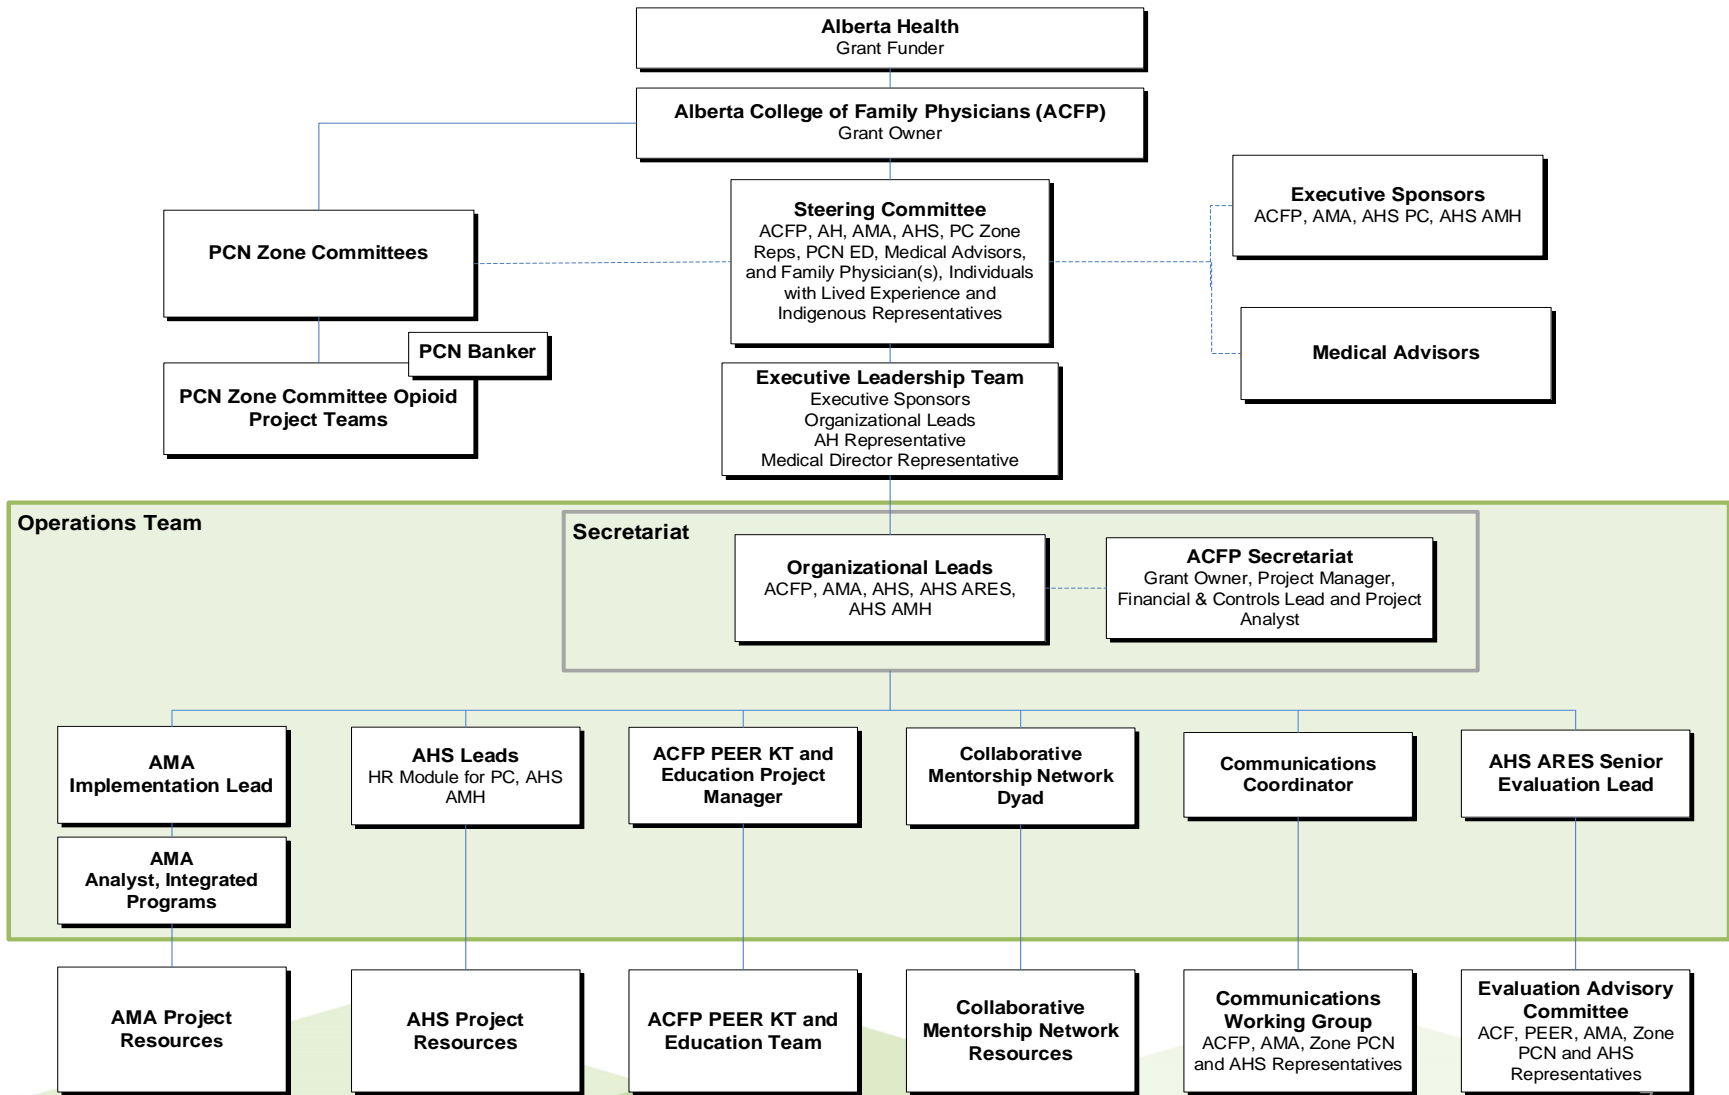 Alberta Health
Grant Funder
Alberta College of Family Physicians (ACFP)
Grant Owner
Executive Sponsors
ACFP, AMA, AHS PC, AHS AMH
Steering Committee
ACFP, AH, AMA, AHS, PC Zone
Reps, PCN ED, Medical Advisors,
and Family Physician(s), Individuals
with Lived Experience and
Indigenous Representatives
PCN Zone Committees
Medical Advisors
PCN Banker
PCN Zone Committee Opioid
Project Teams
Executive Leadership Team
Executive Sponsors
Organizational Leads
AH Representative
Medical Director Representative
Operations Team
Secretariat
Organizational Leads
ACFP, AMA, AHS, AHS ARES,
AHS AMH
ACFP Secretariat
Grant Owner, Project Manager,
Financial & Controls Lead and Project
Analyst
AMA
Implementation Lead
AHS Leads
HR Module for PC, AHS
AMH
ACFP PEER KT and
Education Project
Manager
Collaborative
Mentorship Network
Dyad
Communications
Coordinator
AHS ARES Senior
Evaluation Lead
AMA
Analyst, Integrated
Programs
AMA Project
Resources
AHS Project
Resources
ACFP PEER KT and
Education Team
Collaborative
Mentorship Network
Resources
Communications
Working Group
ACFP, AMA, Zone PCN
and AHS Representatives
Evaluation Advisory
Committee
ACF, PEER, AMA, Zone
PCN and AHS
Representatives